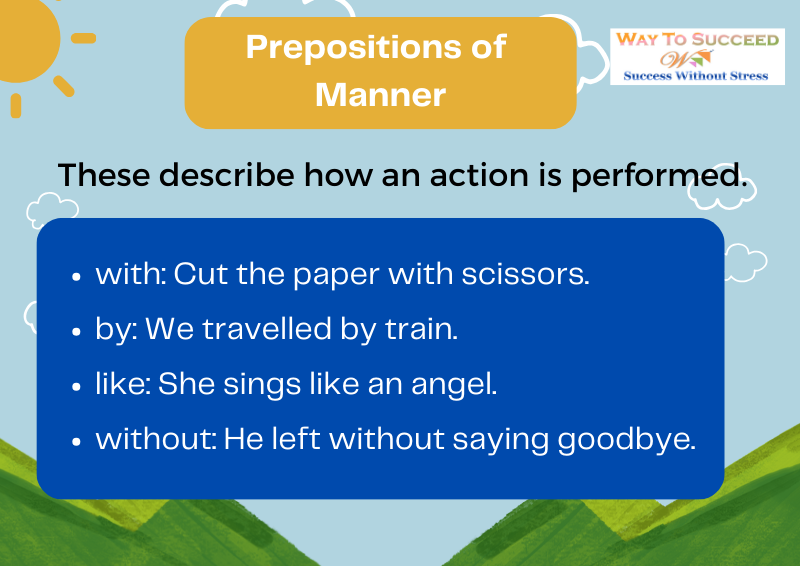 Prepositions of
Manner
WAY TO SUCCEED
W
Success Without Stress
These describe how an action is performed.
• with: Cut the paper with scissors.
• by: We travelled by train.
• like: She sings like an angel.
• without: He left without saying goodbye.